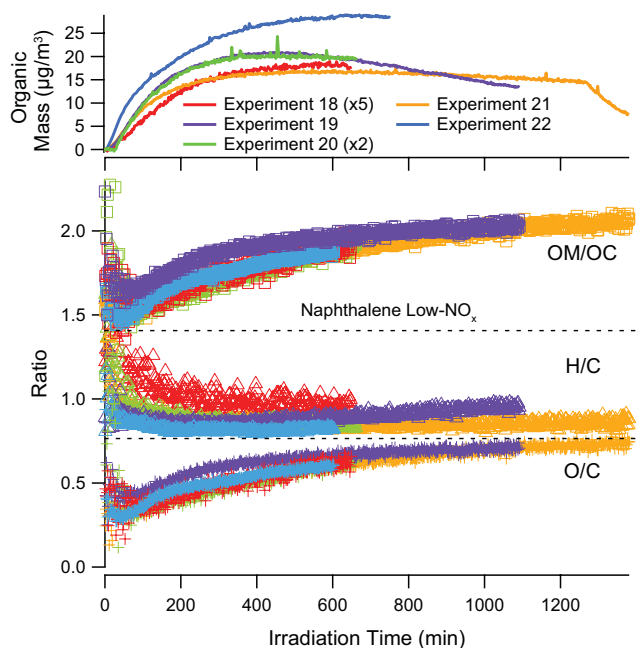 Organic
Mass (µg/m³)
25
20
15
10
5
0
Experiment 18 (x5)
Experiment 19
Experiment 20 (x2)
Experiment 21
Experiment 22
Ratio
2.0
1.5
1.0
0.5
0.0
OM/OC
Naphthalene Low-NOx
H/C
O/C
0 200 400 600 800 1000 1200
Irradiation Time (min)